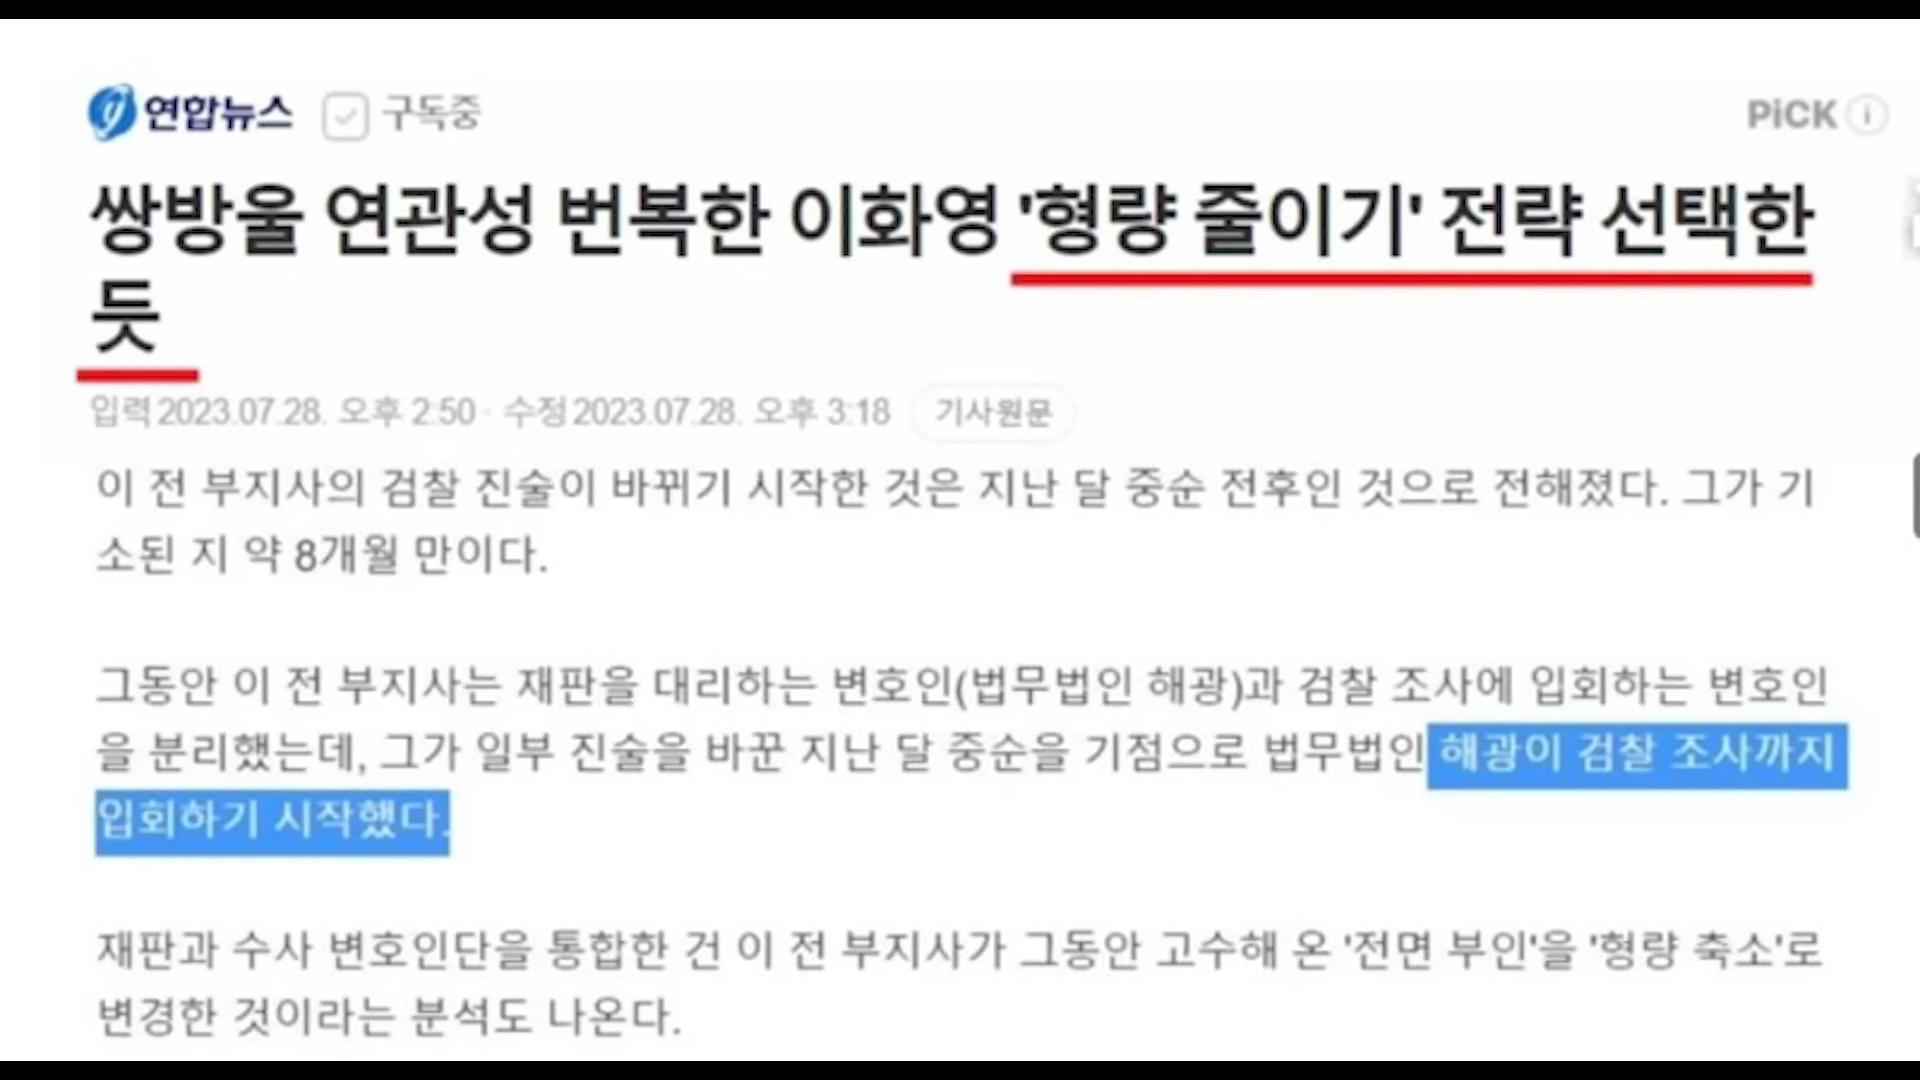 연합뉴스 구독중 PiCK i
쌍방울 연관성 번복한 이화영 '형량 줄이기' 전략 선택한
듯
입력 2023.07.28. 오후 2:50 · 수정 2023.07.28. 오후 3:18 기사원문
이 전 부지사의 검찰 진술이 바뀌기 시작한 것은 지난 달 중순 전후인 것으로 전해졌다. 그가 기
소된 지 약 8개월 만이다.
그동안 이 전 부지사는 재판을 대리하는 변호인(법무법인 해광)과 검찰 조사에 입회하는 변호인
을 분리했는데, 그가 일부 진술을 바꾼 지난 달 중순을 기점으로 법무법인 해광이 검찰 조사까지
입회하기 시작했다.
재판과 수사 변호인단을 통합한 건 이 전 부지사가 그동안 고수해 온 '전면 부인'을 '형량 축소'로
변경한 것이라는 분석도 나온다.